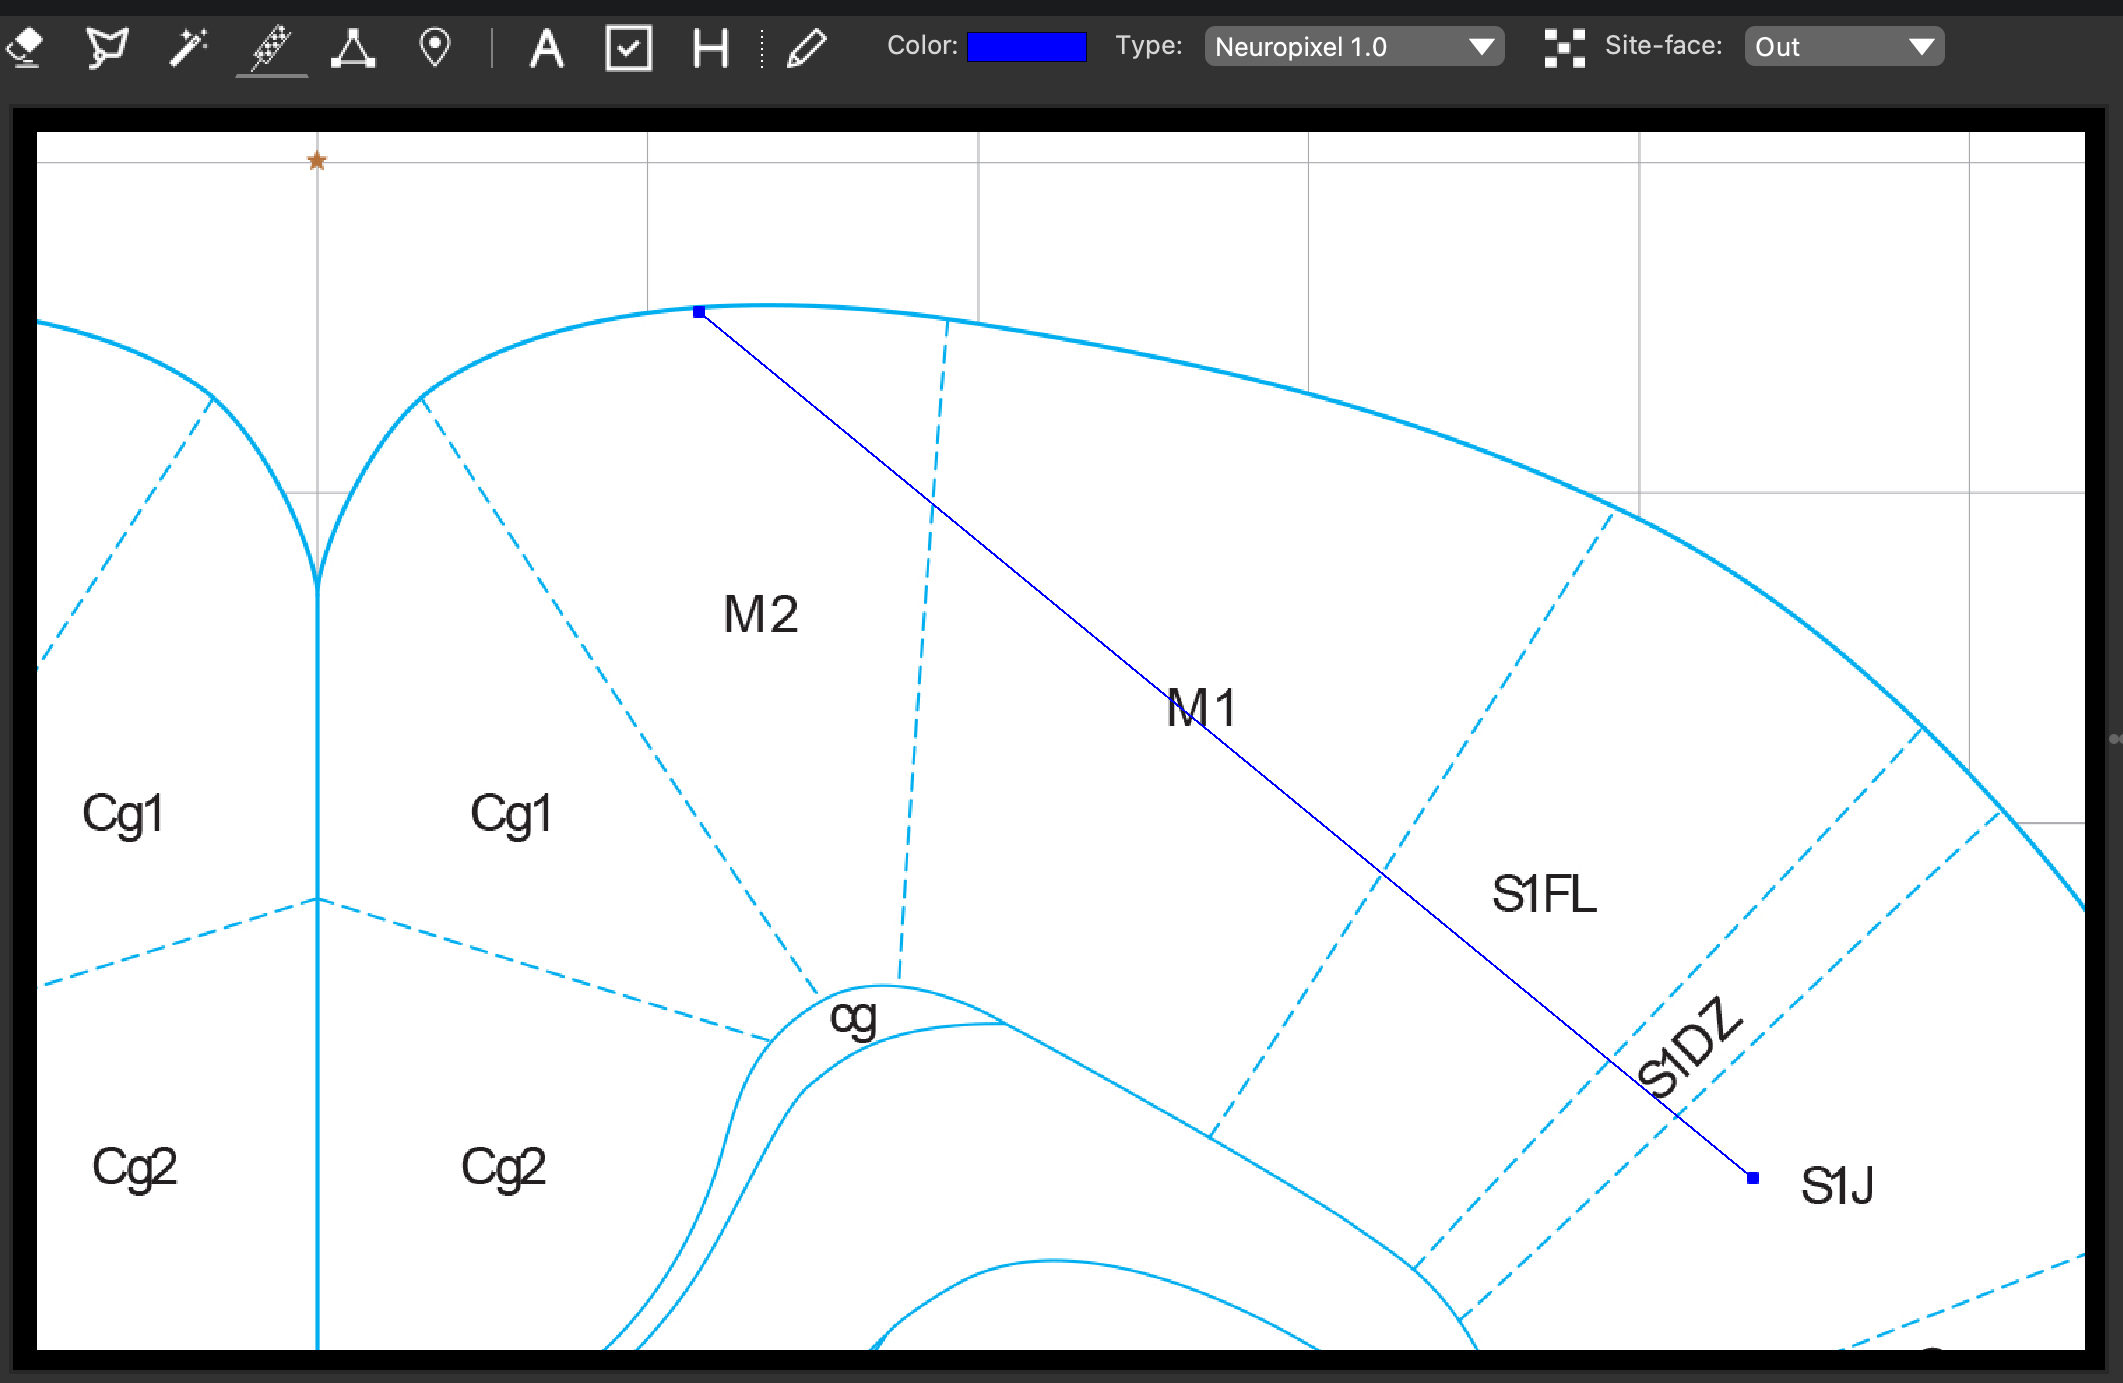 A H Color: Type: Neuropixel 1.0 Site-face: Out
M2
M1
Cg1
Cg1
S1FL
cg
S1DZ
Cg2
Cg2
S1J